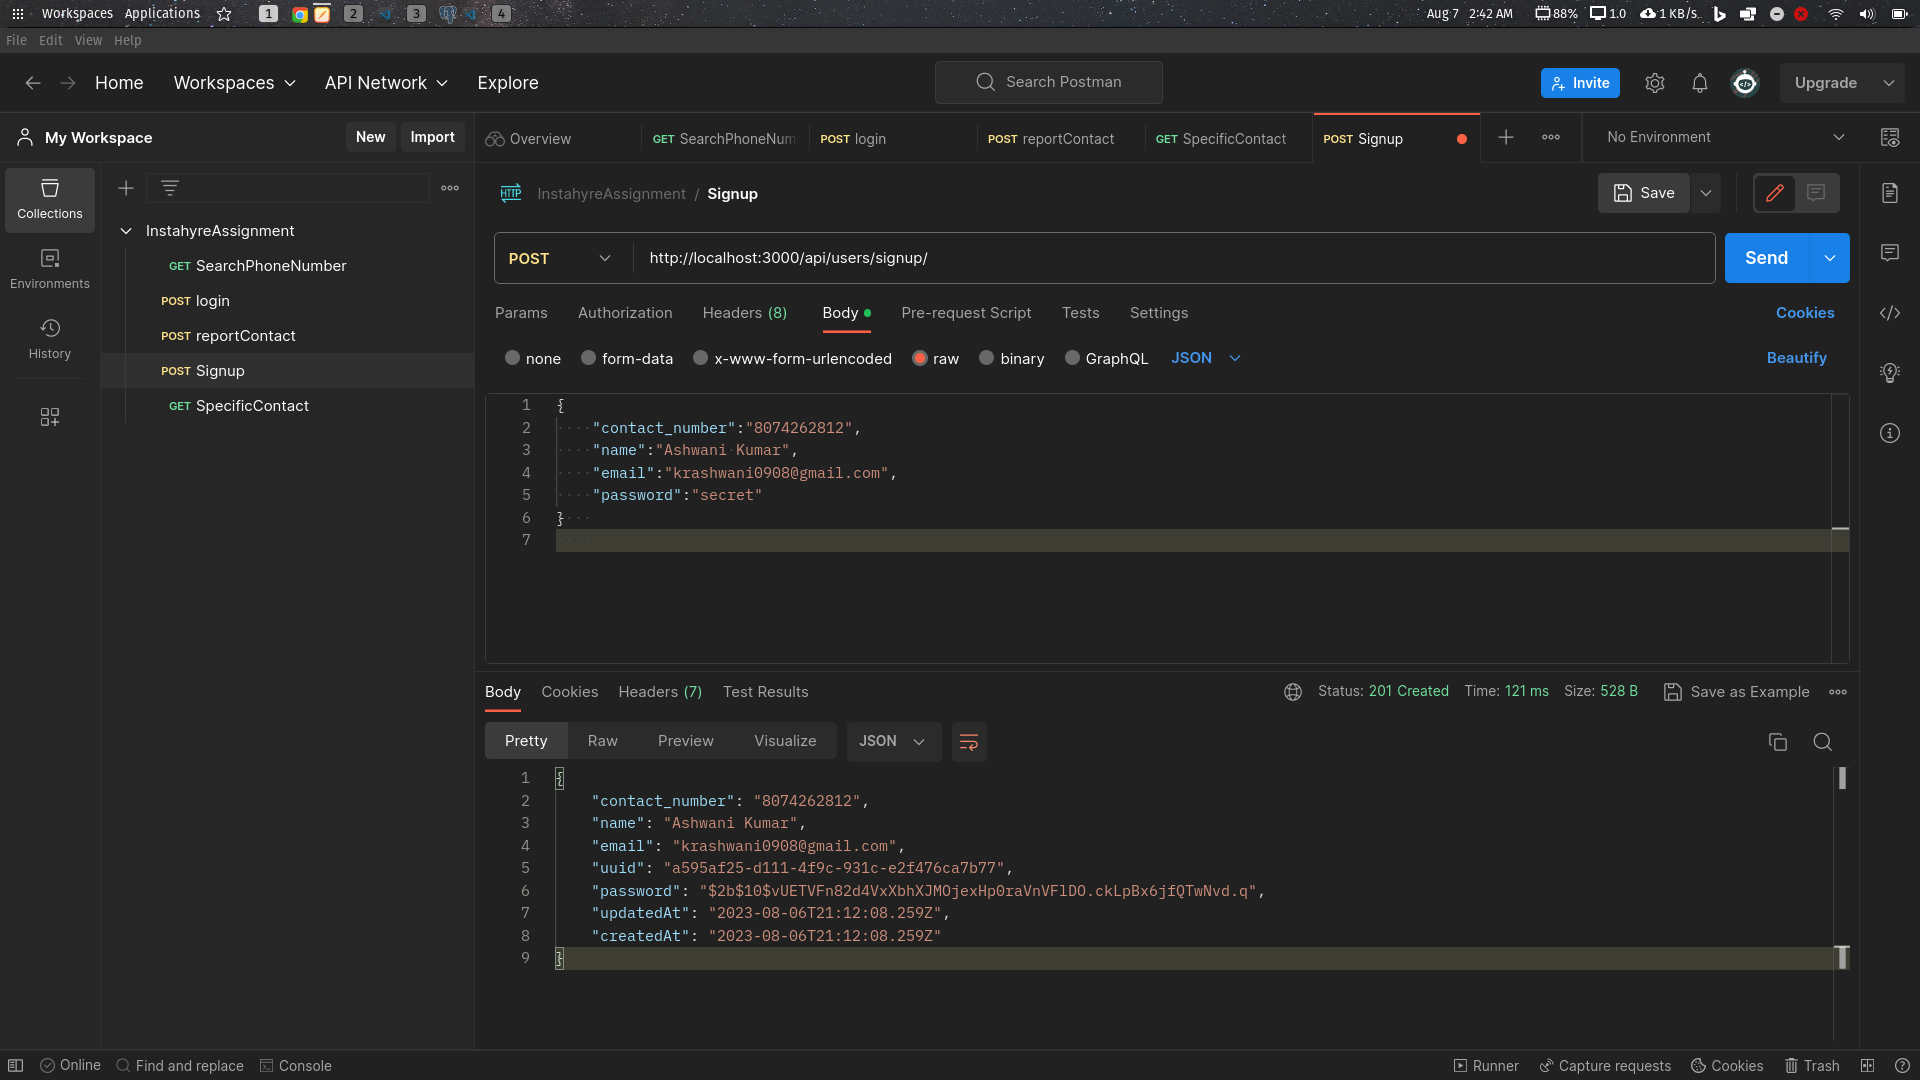 Workspaces Applications 1 2 3 4 Aug 7 2:42 AM 88% 1.0 1 KB/s
File Edit View Help
Home Workspaces API Network Explore Search Postman Invite Upgrade
My Workspace New Import Overview GET SearchPhoneNum POST login POST reportContact GET SpecificContact POST Signup No Environment
Collections
Environments
History
InstahyreAssignment
GET SearchPhoneNumber
POST login
POST reportContact
POST Signup
GET SpecificContact
HTTP InstahyreAssignment / Signup Save
POST http://localhost:3000/api/users/signup/ Send
Params Authorization Headers (8) Body Pre-request Script Tests Settings Cookies
none form-data x-www-form-urlencoded raw binary GraphQL JSON Beautify
1 {
2 "contact_number":"8074262812",
3 "name":"Ashwani Kumar",
4 "email":"krashwani0908@gmail.com",
5 "password":"secret"
6 }
7
Body Cookies Headers (7) Test Results Status: 201 Created Time: 121 ms Size: 528 B Save as Example
Pretty Raw Preview Visualize JSON
1 {
2 "contact_number": "8074262812",
3 "name": "Ashwani Kumar",
4 "email": "krashwani0908@gmail.com",
5 "uuid": "a595af25-d111-4f9c-931c-e2f476ca7b77",
6 "password": "$2b$10$vUETVFn82d4VxXbhXJMOjexHp0raVnVFlDO.ckLpBx6jfQTwNvd.q",
7 "updatedAt": "2023-08-06T21:12:08.259Z",
8 "createdAt": "2023-08-06T21:12:08.259Z"
9 }
Online Find and replace Console Runner Capture requests Cookies Trash